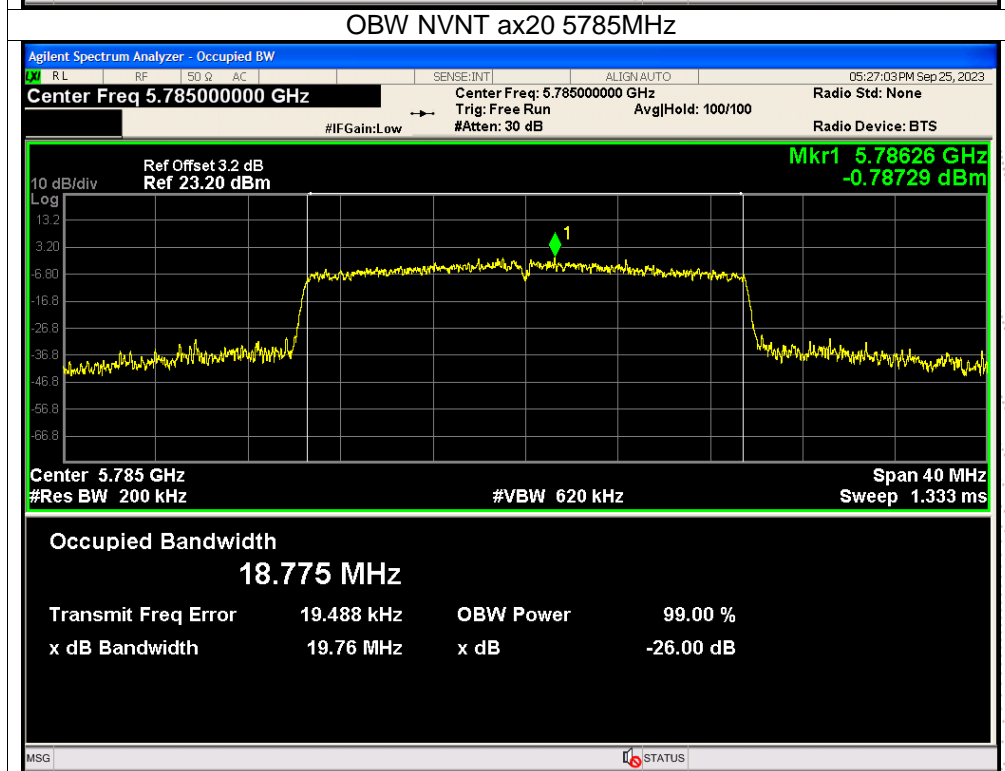 OBW NVNT ax20 5785MHz
Agilent Spectrum Analyzer - Occupied BW
LXI RL RF 50 Ω AC SENSE:INT ALIGN AUTO 05:27:03 PM Sep 25, 2023
Center Freq 5.785000000 GHz Center Freq: 5.785000000 GHz Radio Std: None
Trig: Free Run Avg|Hold: 100/100
#IFGain:Low #Atten: 30 dB Radio Device: BTS
Mkr1 5.78626 GHz
-0.78729 dBm
Ref Offset 3.2 dB
10 dB/div Ref 23.20 dBm
Log
13.2
1
3.20
-6.80
-16.8
-26.8
-36.8
-46.8
-56.8
-66.8
Center 5.785 GHz Span 40 MHz
#Res BW 200 kHz #VBW 620 kHz Sweep 1.333 ms
Occupied Bandwidth
18.775 MHz
Transmit Freq Error 19.488 kHz OBW Power 99.00 %
x dB Bandwidth 19.76 MHz x dB -26.00 dB
MSG STATUS